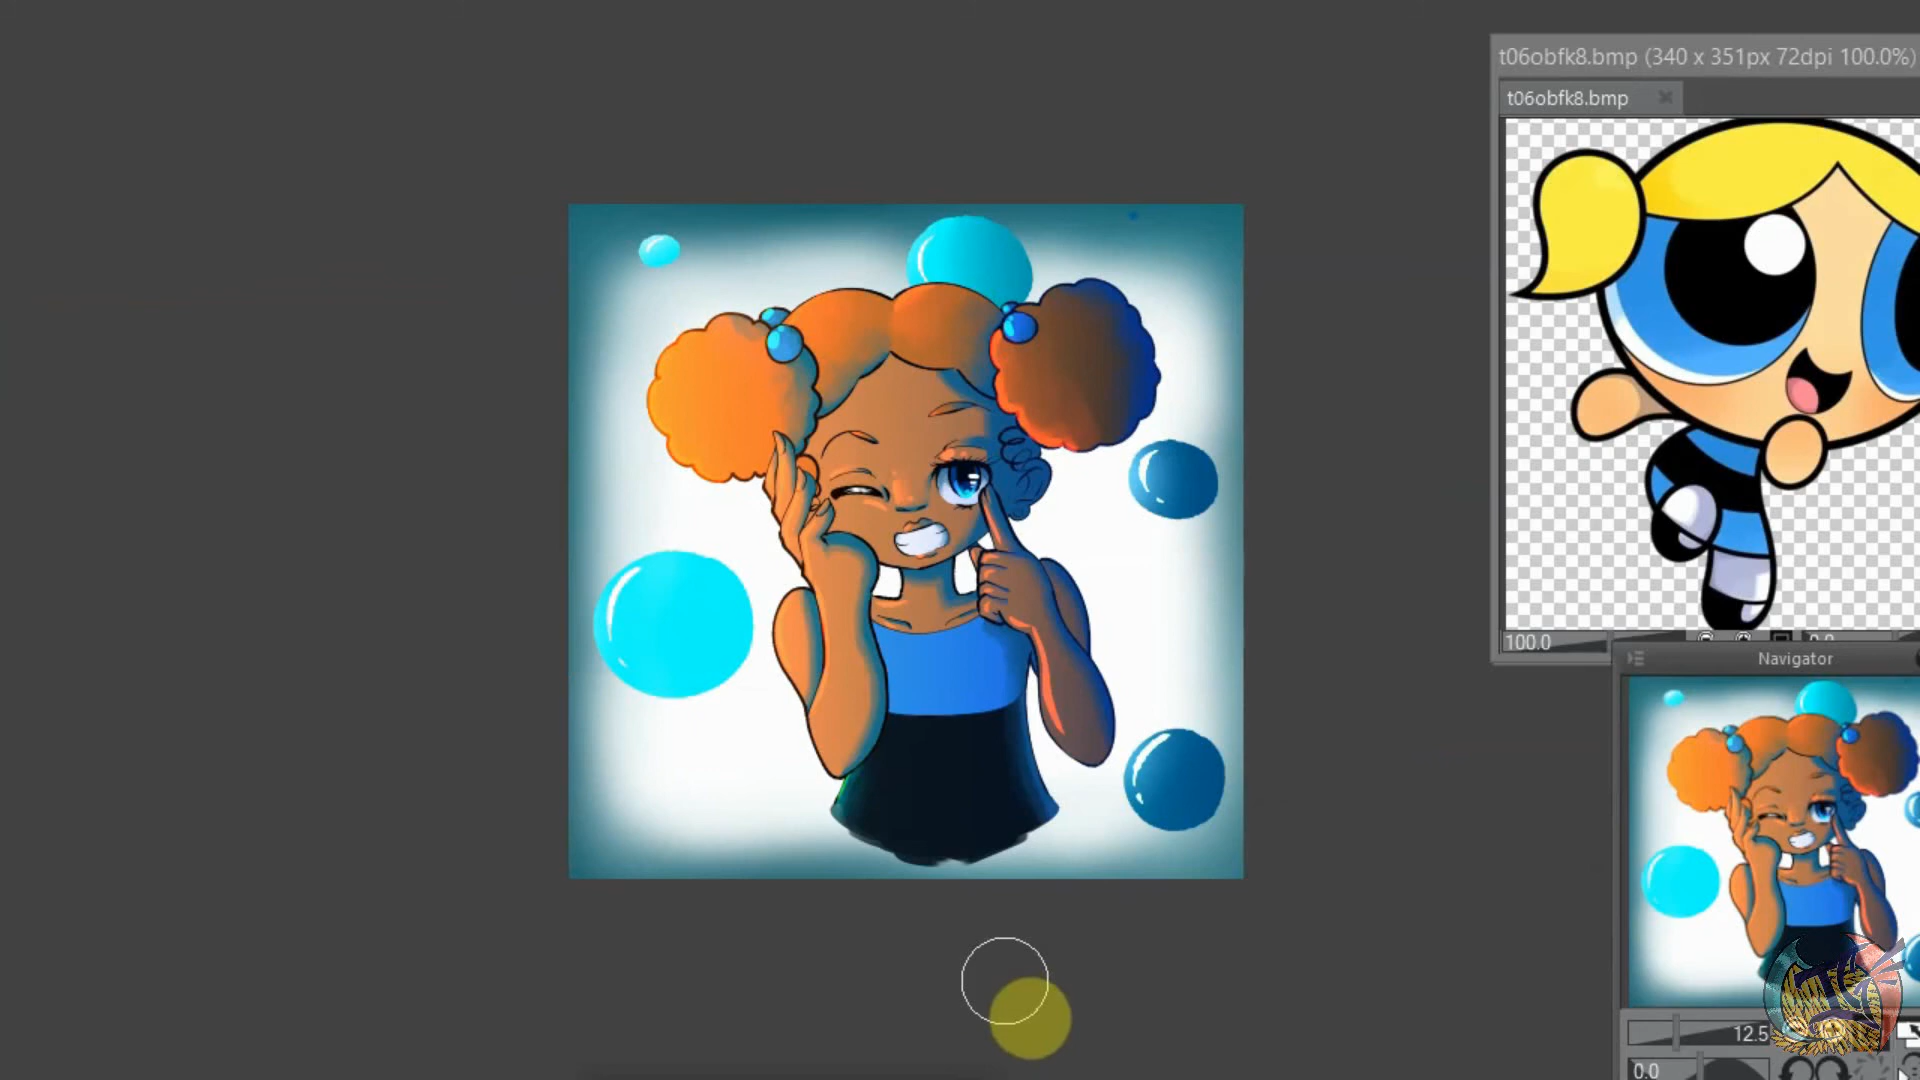 t06obfk8.bmp (340 x 351px 72dpi 100.0%)
t06obfk8.bmp
100.0
Navigator
12.5
0.0